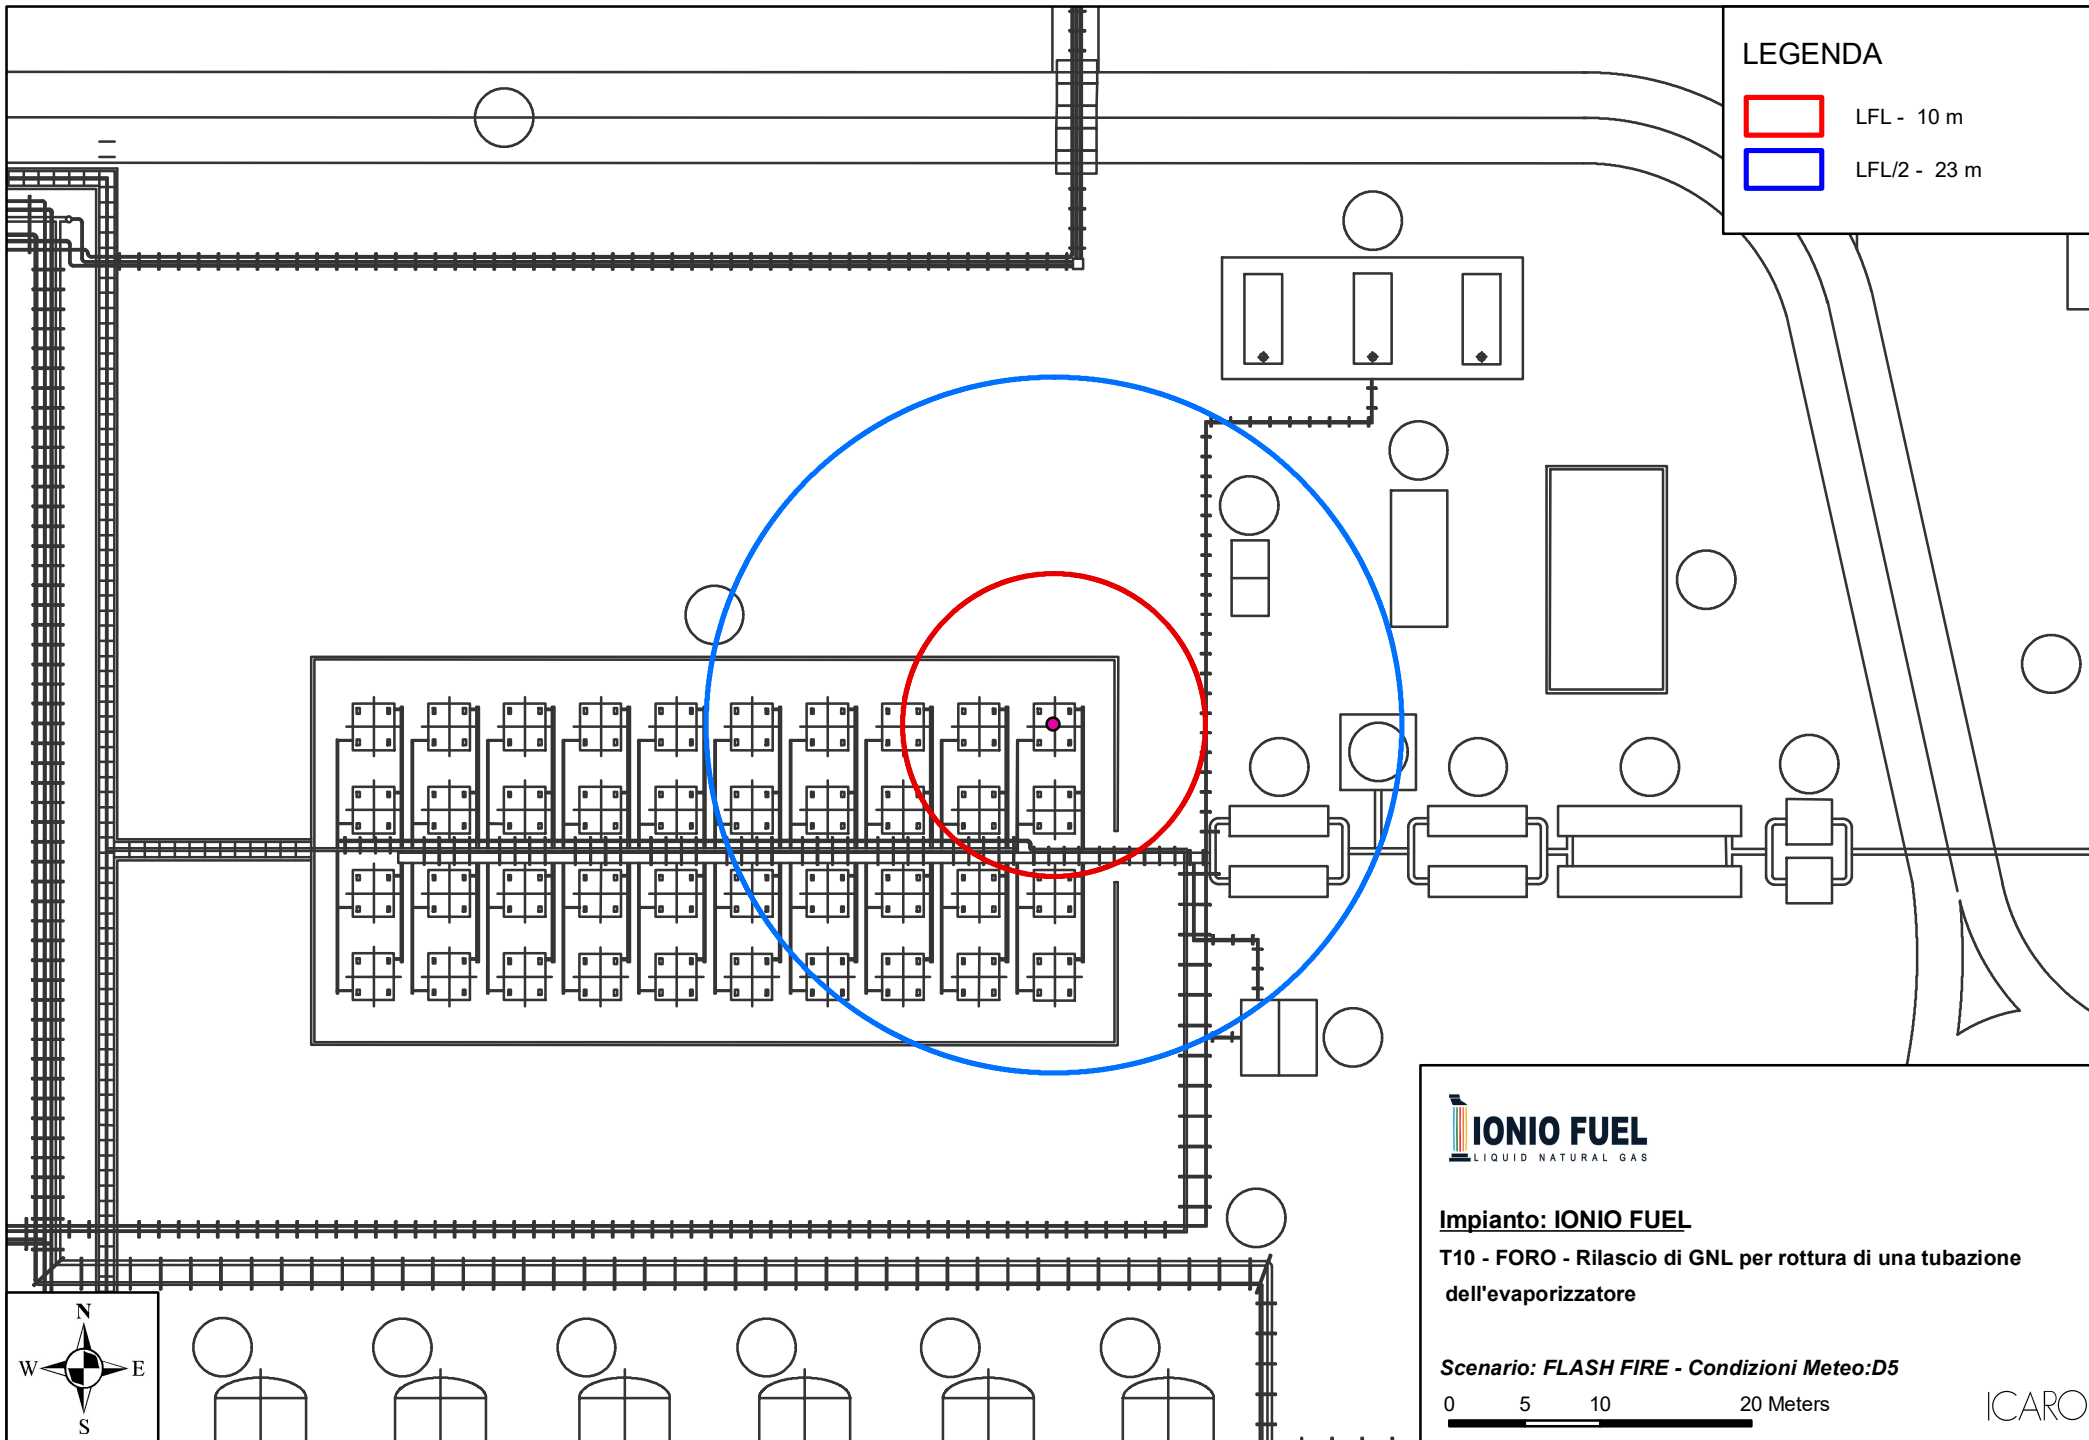 LEGENDA
LFL - 10 m
LFL/2 - 23 m
IONIO FUEL
LIQUID NATURAL GAS
Impianto: IONIO FUEL
T10 - FORO - Rilascio di GNL per rottura di una tubazione
dell'evaporizzatore
Scenario: FLASH FIRE - Condizioni Meteo:D5
0 5 10 20 Meters
ICARO
N
W E
S